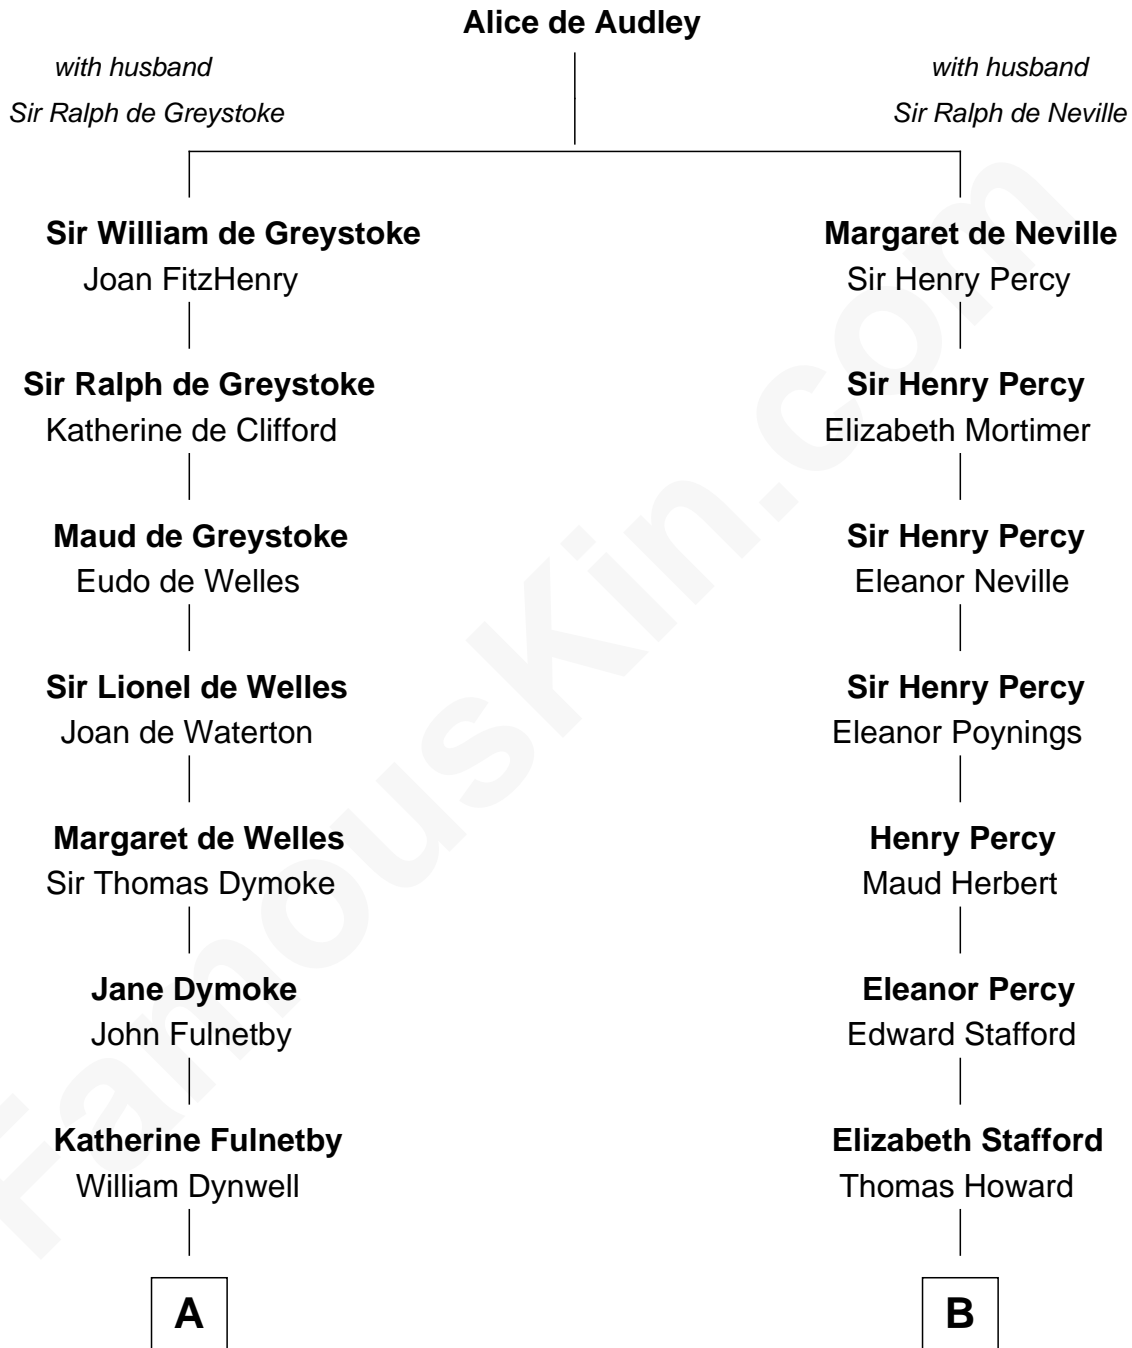 Alice de Audley
with husband
Sir Ralph de Greystoke
with husband
Sir Ralph de Neville
Sir William de Greystoke
Joan FitzHenry
Margaret de Neville
Sir Henry Percy
Sir Ralph de Greystoke
Katherine de Clifford
Sir Henry Percy
Elizabeth Mortimer
Maud de Greystoke
Eudo de Welles
Sir Henry Percy
Eleanor Neville
Sir Lionel de Welles
Joan de Waterton
Sir Henry Percy
Eleanor Poynings
Margaret de Welles
Sir Thomas Dymoke
Henry Percy
Maud Herbert
Jane Dymoke
John Fulnetby
Eleanor Percy
Edward Stafford
Katherine Fulnetby
William Dynwell
Elizabeth Stafford
Thomas Howard
A
B
FamousKin.com